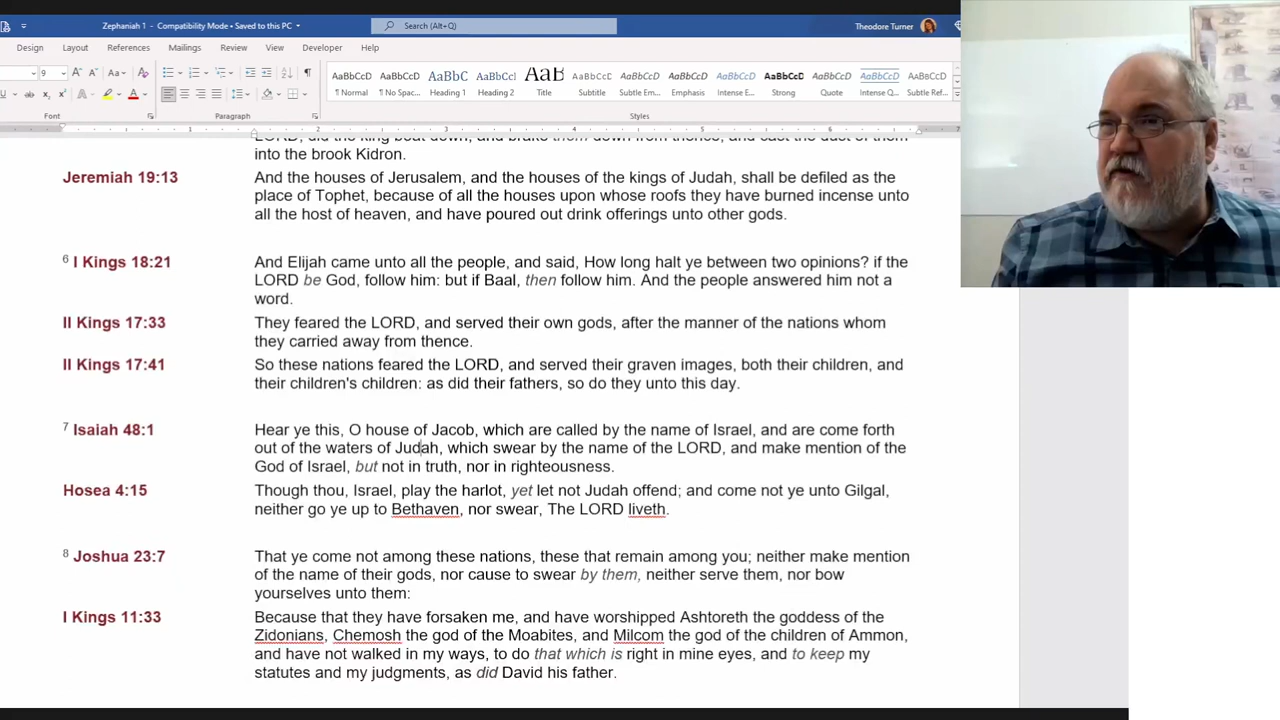 Zephaniah 1 - Compatibility Mode • Saved to this PC
Search (Alt+Q)
Theodore Turner
Design Layout References Mailings Review View Developer Help
9 Aa
AaBbCcD AaBbCcD AaBbC AaBbCcI AaB AaBbCcD AaBbCcD AaBbCcD AaBbCcD AaBbCcD AaBbCcD AaBbCcD AaBbCcD
¶ Normal ¶ No Spac... Heading 1 Heading 2 Title Subtitle Subtle Em... Emphasis Intense E... Strong Quote Intense Q... Subtle Ref...
Font Paragraph Styles
1 2 3 4 5 6 7
into the brook Kidron.
Jeremiah 19:13 And the houses of Jerusalem, and the houses of the kings of Judah, shall be defiled as the
place of Tophet, because of all the houses upon whose roofs they have burned incense unto
all the host of heaven, and have poured out drink offerings unto other gods.
6 I Kings 18:21 And Elijah came unto all the people, and said, How long halt ye between two opinions? if the
LORD be God, follow him: but if Baal, then follow him. And the people answered him not a
word.
II Kings 17:33 They feared the LORD, and served their own gods, after the manner of the nations whom
they carried away from thence.
II Kings 17:41 So these nations feared the LORD, and served their graven images, both their children, and
their children's children: as did their fathers, so do they unto this day.
7 Isaiah 48:1 Hear ye this, O house of Jacob, which are called by the name of Israel, and are come forth
out of the waters of Judah, which swear by the name of the LORD, and make mention of the
God of Israel, but not in truth, nor in righteousness.
Hosea 4:15 Though thou, Israel, play the harlot, yet let not Judah offend; and come not ye unto Gilgal,
neither go ye up to Bethaven, nor swear, The LORD liveth.
8 Joshua 23:7 That ye come not among these nations, these that remain among you; neither make mention
of the name of their gods, nor cause to swear by them, neither serve them, nor bow
yourselves unto them:
I Kings 11:33 Because that they have forsaken me, and have worshipped Ashtoreth the goddess of the
Zidonians, Chemosh the god of the Moabites, and Milcom the god of the children of Ammon,
and have not walked in my ways, to do that which is right in mine eyes, and to keep my
statutes and my judgments, as did David his father.